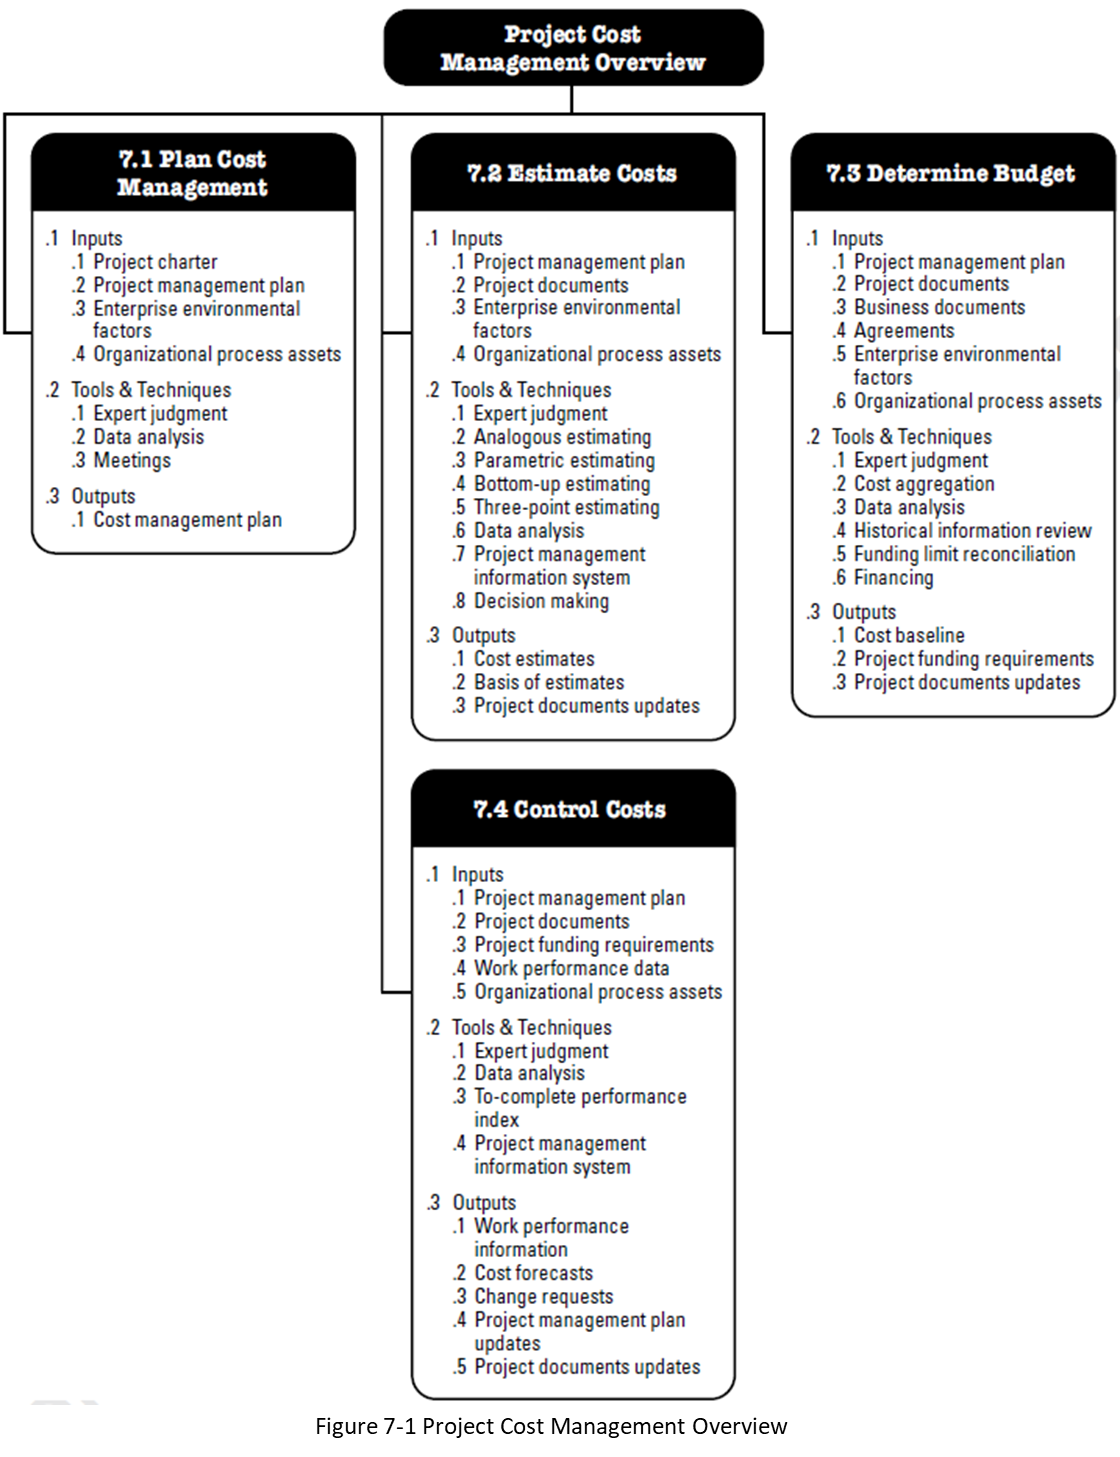 Project Cost
Management Overview
7.1 Plan Cost
Management
.1 Inputs
.1 Project charter
.2 Project management plan
.3 Enterprise environmental
factors
.4 Organizational process assets
.2 Tools & Techniques
.1 Expert judgment
.2 Data analysis
.3 Meetings
.3 Outputs
.1 Cost management plan
7.2 Estimate Costs
.1 Inputs
.1 Project management plan
.2 Project documents
.3 Enterprise environmental
factors
.4 Organizational process assets
.2 Tools & Techniques
.1 Expert judgment
.2 Analogous estimating
.3 Parametric estimating
.4 Bottom-up estimating
.5 Three-point estimating
.6 Data analysis
.7 Project management
information system
.8 Decision making
.3 Outputs
.1 Cost estimates
.2 Basis of estimates
.3 Project documents updates
7.3 Determine Budget
.1 Inputs
.1 Project management plan
.2 Project documents
.3 Business documents
.4 Agreements
.5 Enterprise environmental
factors
.6 Organizational process assets
.2 Tools & Techniques
.1 Expert judgment
.2 Cost aggregation
.3 Data analysis
.4 Historical information review
.5 Funding limit reconciliation
.6 Financing
.3 Outputs
.1 Cost baseline
.2 Project funding requirements
.3 Project documents updates
7.4 Control Costs
.1 Inputs
.1 Project management plan
.2 Project documents
.3 Project funding requirements
.4 Work performance data
.5 Organizational process assets
.2 Tools & Techniques
.1 Expert judgment
.2 Data analysis
.3 To-complete performance
index
.4 Project management
information system
.3 Outputs
.1 Work performance
information
.2 Cost forecasts
.3 Change requests
.4 Project management plan
updates
.5 Project documents updates
Figure 7-1 Project Cost Management Overview